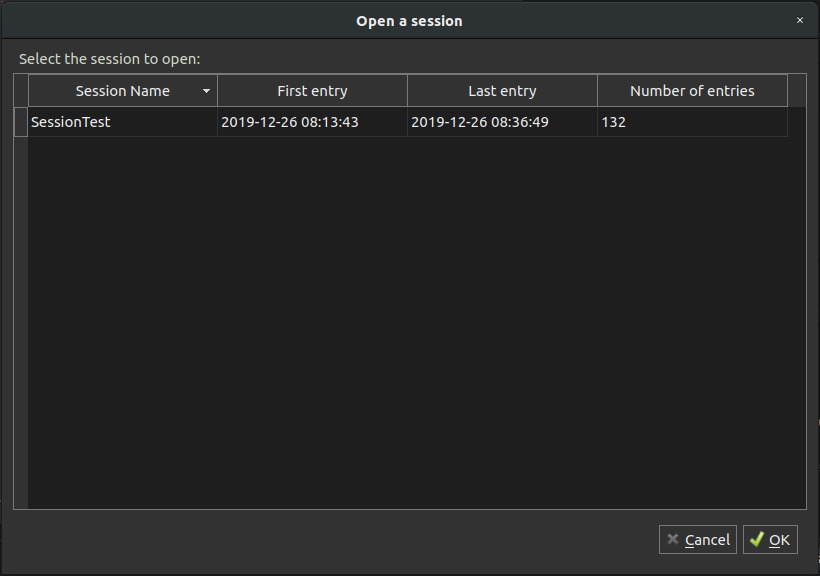 Open a session
Select the session to open:
Session Name First entry Last entry Number of entries
SessionTest 2019-12-26 08:13:43 2019-12-26 08:36:49 132
Cancel OK